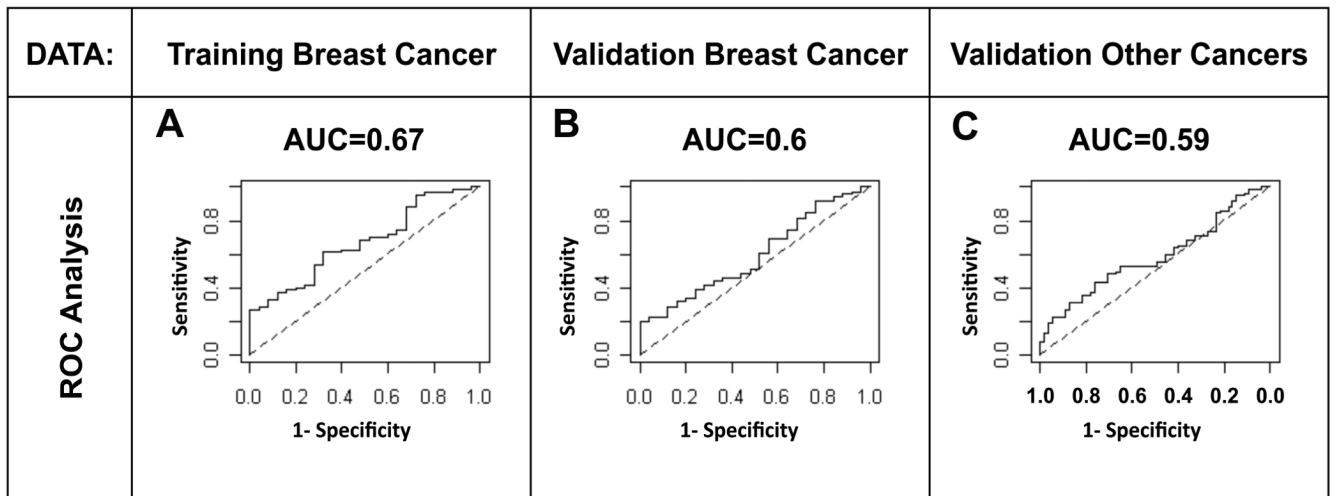 DATA: Training Breast Cancer Validation Breast Cancer Validation Other Cancers
ROC Analysis
A
AUC=0.67
Sensitivity
0.8
0.4
0.0
0.0 0.2 0.4 0.6 0.8 1.0
1- Specificity
B
AUC=0.6
Sensitivity
0.8
0.4
0.0
0.0 0.2 0.4 0.6 0.8 1.0
1- Specificity
C
AUC=0.59
Sensitivity
0.8
0.4
0.0
1.0 0.8 0.6 0.4 0.2 0.0
1- Specificity